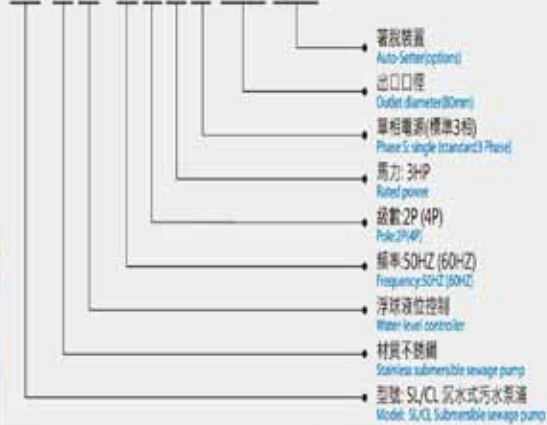 著脫裝置
Auto-Setter(options)
出口口徑
Outlet diameter(80mm)
單相電源(標準3相)
Phase S: single (standard3 Phase)
馬力: 3HP
Rated power
級數:2P (4P)
Pole:2P(4P)
頻率:50HZ (60HZ)
Frequency:50HZ (60HZ)
浮球液位控制
Water-level controller
材質不銹鋼
Stainless submersible sewage pump
型號: SL/CL 沉水式污水泵浦
Model: SL/CL Submersible sewage pump